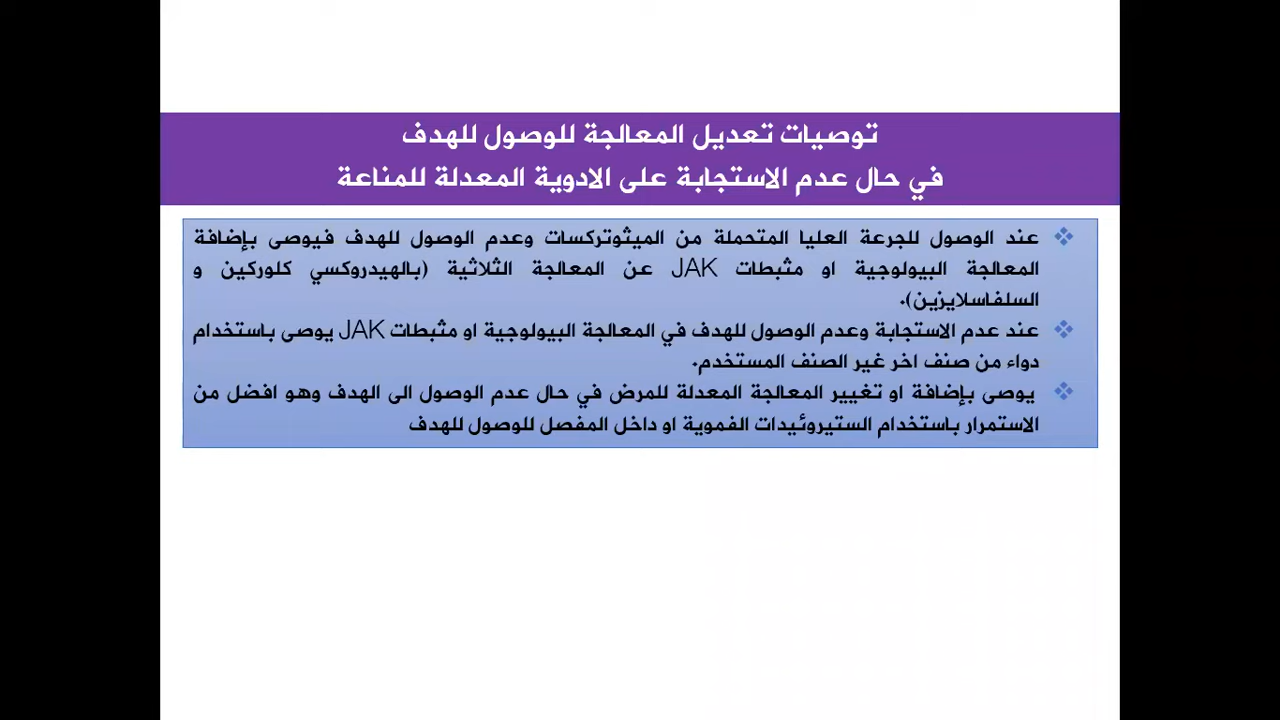 توصيات تعديل المعالجة للوصول للهدف
في حال عدم الاستجابة على الادوية المعدلة للمناعة
❖ عند الوصول للجرعة العليا المتحملة من الميثوتركسات وعدم الوصول للهدف فيوصى بإضافة
المعالجة البيولوجية او مثبطات JAK عن المعالجة الثلاثية (بالهيدروكسي كلوركين و
السلفاسلايزين).
❖ عند عدم الاستجابة وعدم الوصول للهدف في المعالجة البيولوجية او مثبطات JAK يوصى باستخدام
دواء من صنف اخر غير الصنف المستخدم.
❖ يوصى بإضافة او تغيير المعالجة المعدلة للمرض في حال عدم الوصول الى الهدف وهو افضل من
الاستمرار باستخدام الستيروئيدات الفموية او داخل المفصل للوصول للهدف